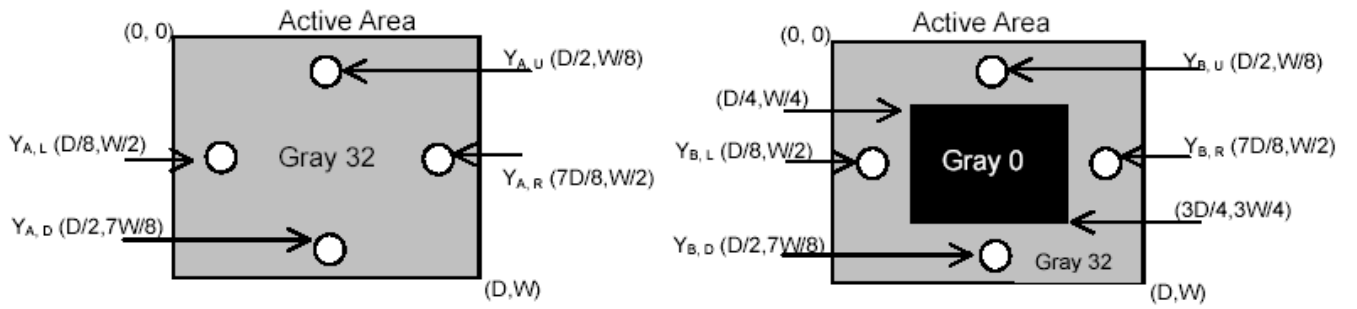 Active Area
(0, 0)
Y_A, U (D/2,W/8)
Y_A, L (D/8,W/2)
Gray 32
Y_A, R (7D/8,W/2)
Y_A, D (D/2,7W/8)
(D,W)
Active Area
(0, 0)
Y_B, U (D/2,W/8)
(D/4,W/4)
Y_B, L (D/8,W/2)
Gray 0
Y_B, R (7D/8,W/2)
(3D/4,3W/4)
Y_B, D (D/2,7W/8)
Gray 32
(D,W)